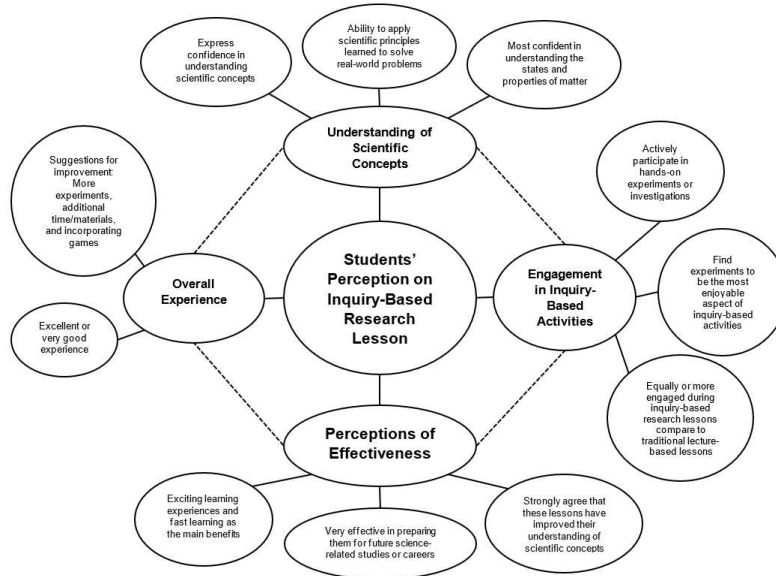 Express
confidence in
understanding
scientific concepts
Ability to apply
scientific principles
learned to solve
real-world problems
Most confident in
understanding the
states and
properties of matter
Understanding of
Scientific
Concepts
Suggestions for
improvement:
More
experiments,
additional
time/materials,
and incorporating
games
Actively
participate in
hands-on
experiments or
investigations
Overall
Experience
Students’
Perception on
Inquiry-Based
Research
Lesson
Engagement
in Inquiry-
Based
Activities
Find
experiments to
be the most
enjoyable
aspect of
inquiry-based
activities
Excellent or
very good
experience
Equally or more
engaged during
inquiry-based
research lessons
compare to
traditional lecture-
based lessons
Perceptions of
Effectiveness
Exciting learning
experiences and
fast learning as
the main benefits
Very effective in preparing
them for future science-
related studies or careers
Strongly agree that
these lessons have
improved their
understanding of
scientific concepts